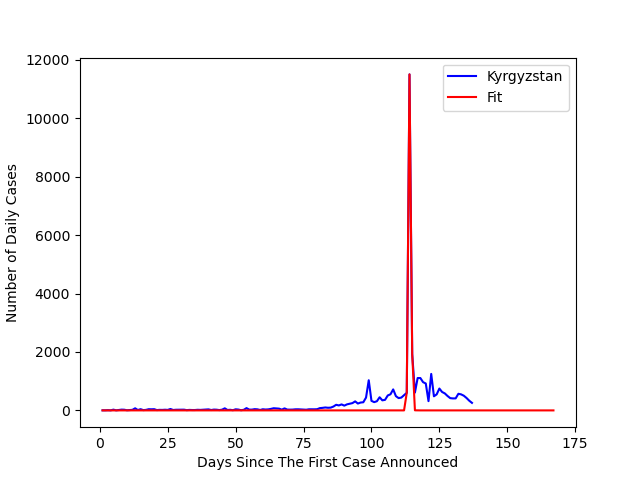 Kyrgyzstan
Fit
12000
10000
8000
6000
4000
2000
0
Number of Daily Cases
0 25 50 75 100 125 150 175
Days Since The First Case Announced